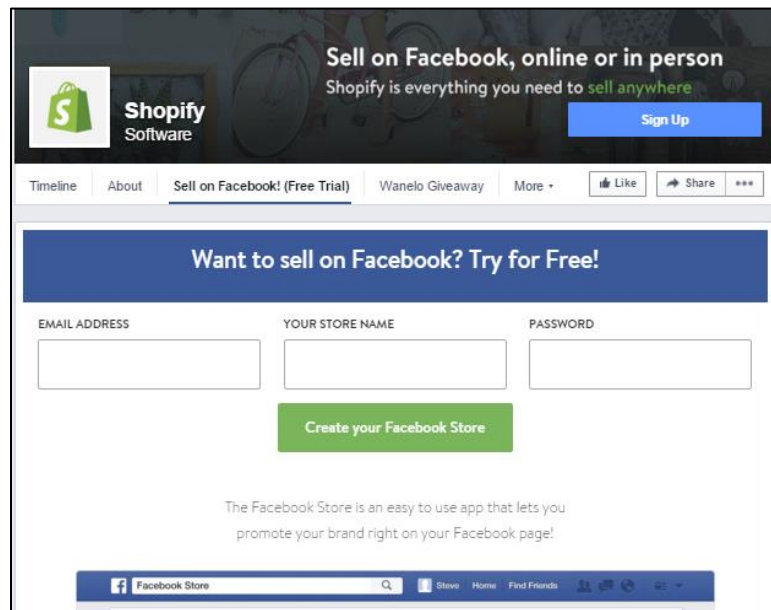 Sell on Facebook, online or in person
Shopify is everything you need to sell anywhere
Shopify
Software
Sign Up
Timeline About Sell on Facebook! (Free Trial) Wanelo Giveaway More Like Share
Want to sell on Facebook? Try for Free!
EMAIL ADDRESS YOUR STORE NAME PASSWORD
Create your Facebook Store
The Facebook Store is an easy to use app that lets you
promote your brand right on your Facebook page!
Facebook Store Steve Home Find Friends